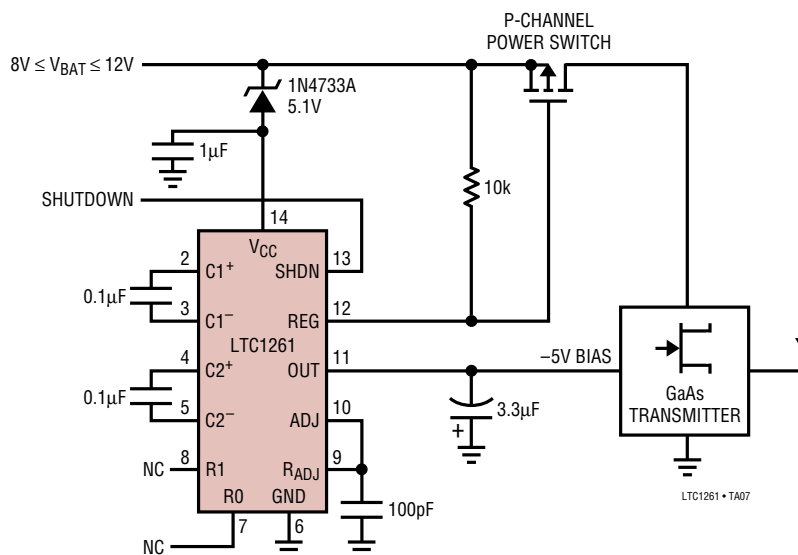 P-CHANNEL
POWER SWITCH
8V ≤ VBAT ≤ 12V
1N4733A
5.1V
1µF
10k
SHUTDOWN
14
VCC
2
C1+
SHDN
13
0.1µF
3
C1–
REG
12
LTC1261
4
C2+
OUT
11
–5V BIAS
0.1µF
5
C2–
ADJ
10
3.3µF
+
GaAs
TRANSMITTER
NC
8
R1
RADJ
9
R0
GND
100pF
7
6
NC
LTC1261 • TA07